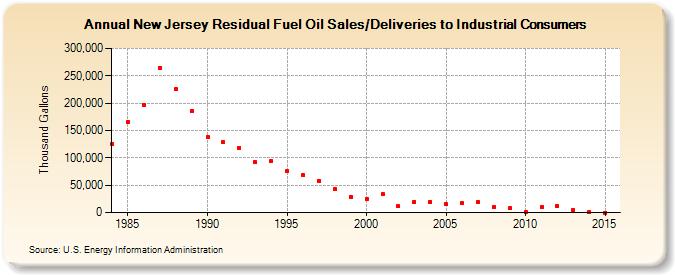 Annual New Jersey Residual Fuel Oil Sales/Deliveries to Industrial Consumers
Thousand Gallons
300,000
250,000
200,000
150,000
100,000
50,000
0
1985 1990 1995 2000 2005 2010 2015
Source: U.S. Energy Information Administration